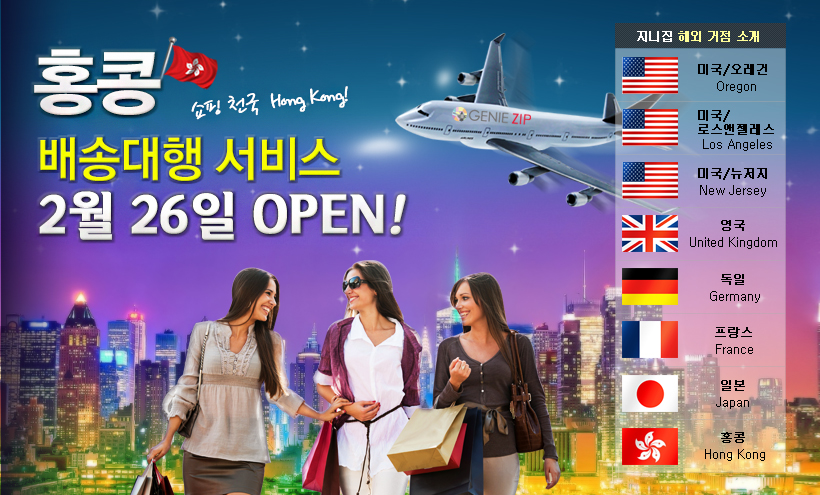 홍콩
쇼핑 천국 Hong Kong!
배송대행 서비스
2월 26일 OPEN!
GENIE ZIP
지니집 해외 거점 소개
미국/오레건
Oregon
미국/
로스앤젤레스
Los Angeles
미국/뉴저지
New Jersey
영국
United Kingdom
독일
Germany
프랑스
France
일본
Japan
홍콩
Hong Kong